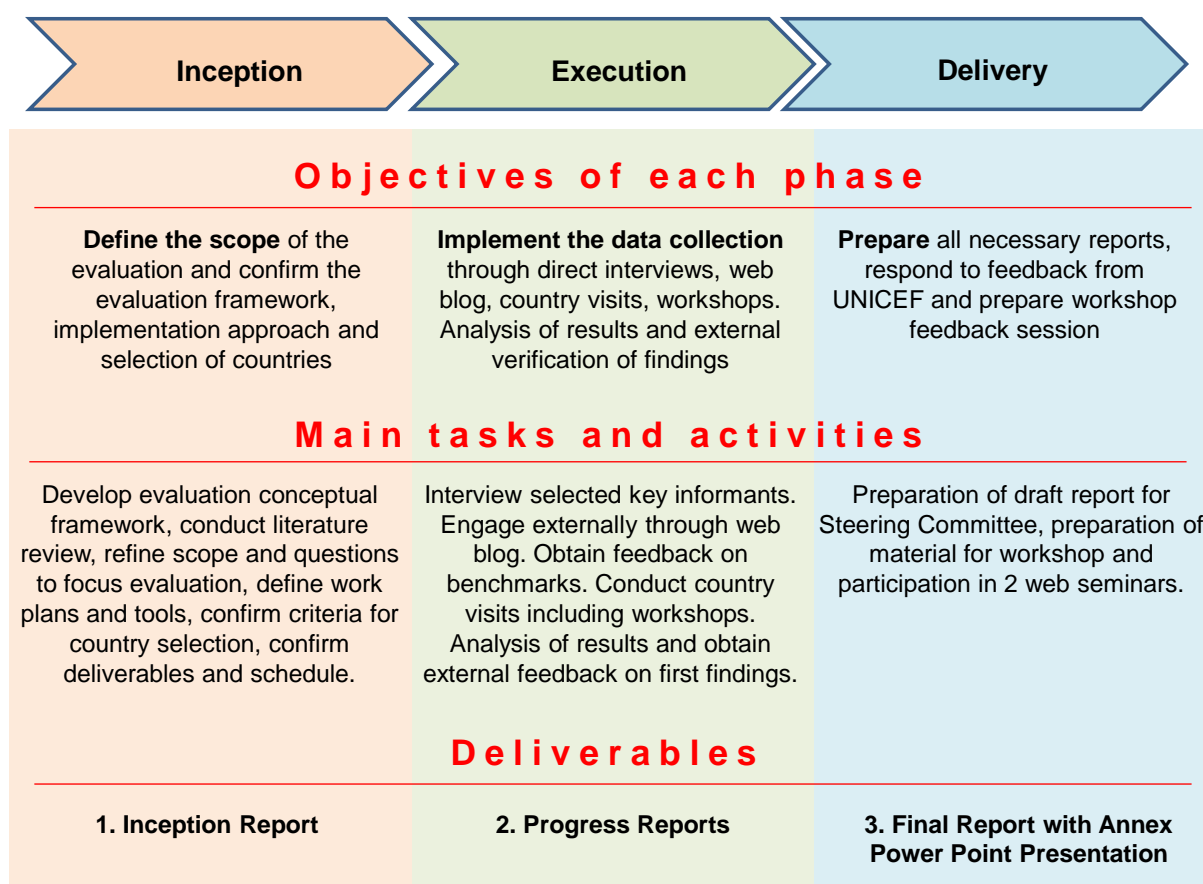 Inception
Execution
Delivery
Objectives of each phase
Define the scope of the
evaluation and confirm the
evaluation framework,
implementation approach and
selection of countries
Implement the data collection
through direct interviews, web
blog, country visits, workshops.
Analysis of results and external
verification of findings
Prepare all necessary reports,
respond to feedback from
UNICEF and prepare workshop
feedback session
Main tasks and activities
Develop evaluation conceptual
framework, conduct literature
review, refine scope and questions
to focus evaluation, define work
plans and tools, confirm criteria for
country selection, confirm
deliverables and schedule.
Interview selected key informants.
Engage externally through web
blog. Obtain feedback on
benchmarks. Conduct country
visits including workshops.
Analysis of results and obtain
external feedback on first findings.
Preparation of draft report for
Steering Committee, preparation of
material for workshop and
participation in 2 web seminars.
Deliverables
1. Inception Report
2. Progress Reports
3. Final Report with Annex
Power Point Presentation